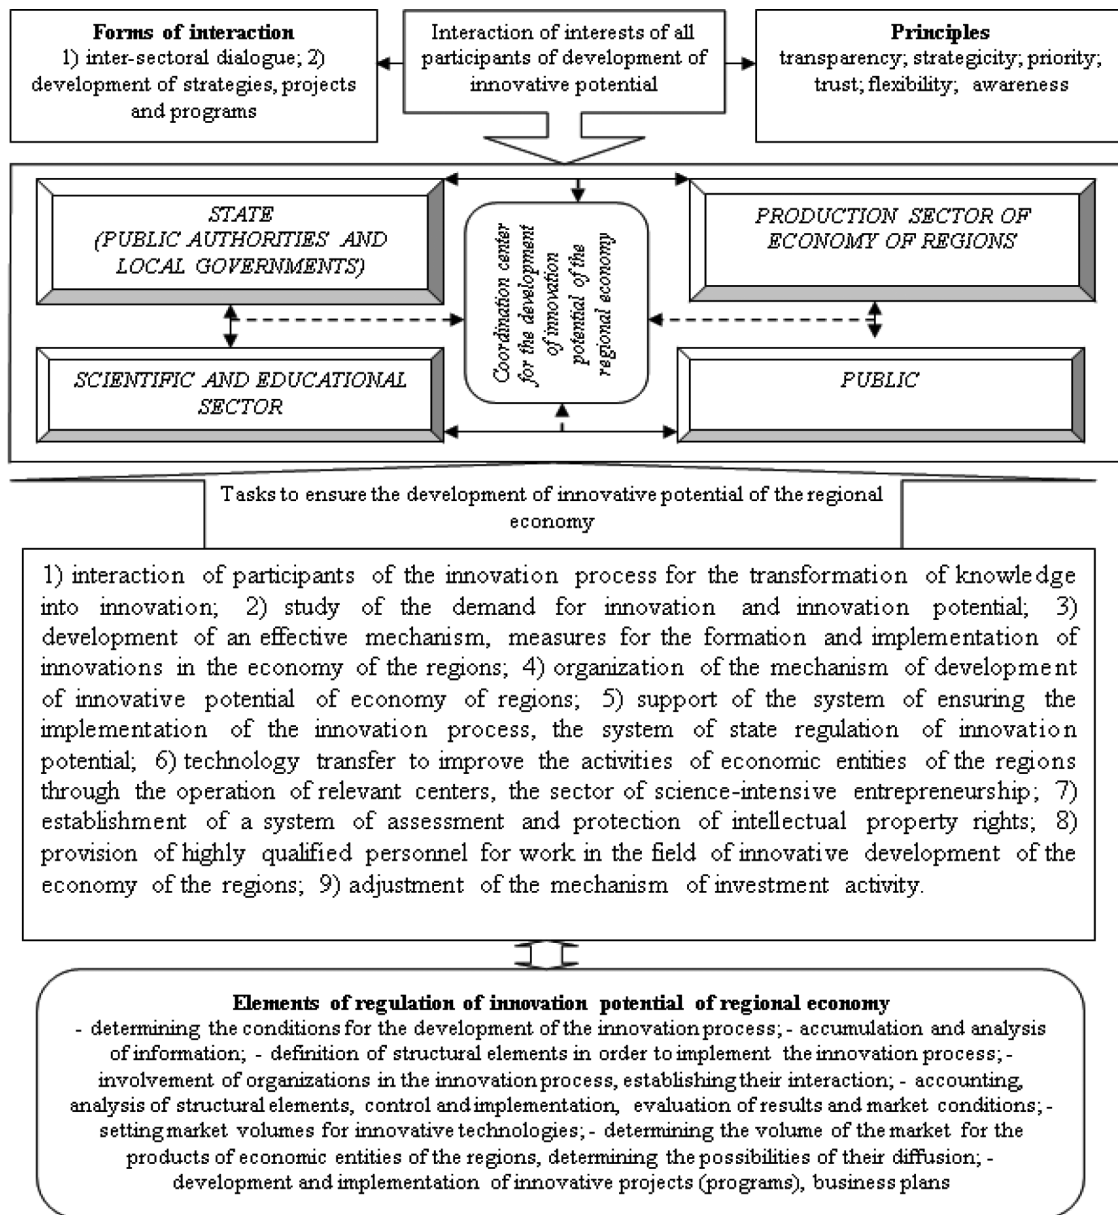 Forms of interaction
1) inter-sectoral dialogue; 2)
development of strategies, projects
and programs
Interaction of interests of all
participants of development of
innovative potential
Principles
transparency; strategicity; priority;
trust; flexibility; awareness
STATE
(PUBLIC AUTHORITIES AND
LOCAL GOVERNMENTS)
Coordination center
for the development
of innovation
potential of the
regional economy
PRODUCTION SECTOR OF
ECONOMY OF REGIONS
SCIENTIFIC AND EDUCATIONAL
SECTOR
PUBLIC
Tasks to ensure the development of innovative potential of the regional
economy
1) interaction of participants of the innovation process for the transformation of knowledge
into innovation; 2) study of the demand for innovation and innovation potential; 3)
development of an effective mechanism, measures for the formation and implementation of
innovations in the economy of the regions; 4) organization of the mechanism of development
of innovative potential of economy of regions; 5) support of the system of ensuring the
implementation of the innovation process, the system of state regulation of innovation
potential; 6) technology transfer to improve the activities of economic entities of the regions
through the operation of relevant centers, the sector of science-intensive entrepreneurship; 7)
establishment of a system of assessment and protection of intellectual property rights; 8)
provision of highly qualified personnel for work in the field of innovative development of the
economy of the regions; 9) adjustment of the mechanism of investment activity.
Elements of regulation of innovation potential of regional economy
- determining the conditions for the development of the innovation process; - accumulation and analysis
of information; - definition of structural elements in order to implement the innovation process; -
involvement of organizations in the innovation process, establishing their interaction; - accounting,
analysis of structural elements, control and implementation, evaluation of results and market conditions; -
setting market volumes for innovative technologies; - determining the volume of the market for the
products of economic entities of the regions, determining the possibilities of their diffusion; -
development and implementation of innovative projects (programs), business plans